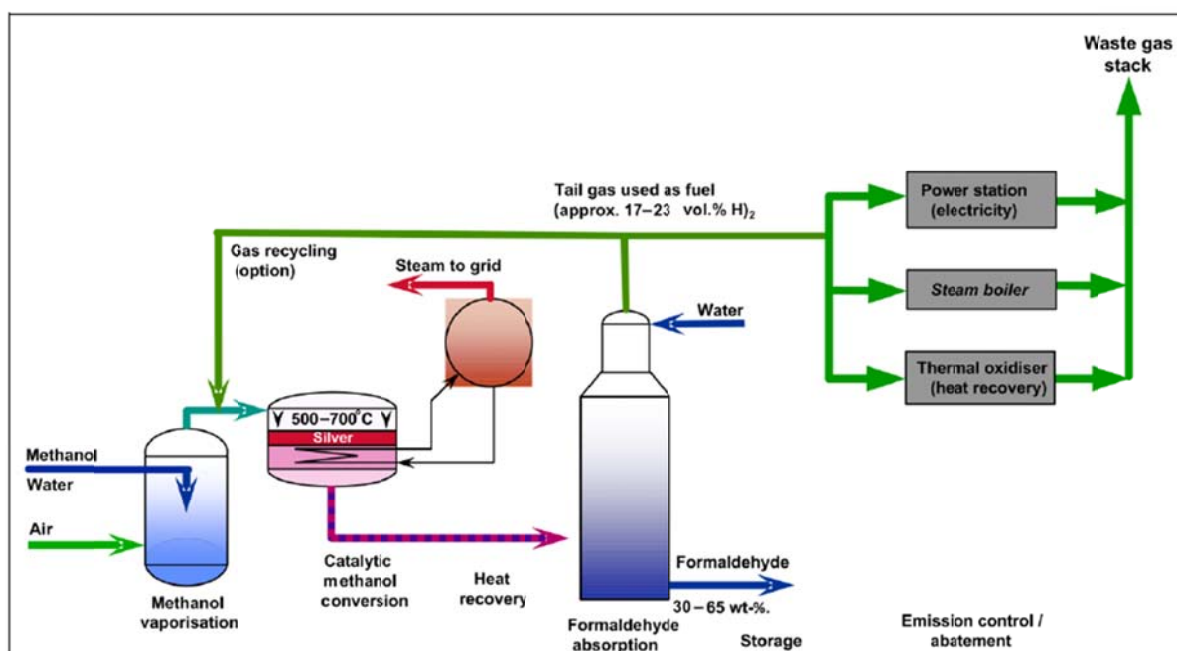 Waste gas
stack
Tail gas used as fuel
(approx. 17–23 vol.% H)2
Power station
(electricity)
Gas recycling
(option)
Steam to grid
Steam boiler
Water
Thermal oxidiser
(heat recovery)
500–700°C
Silver
Methanol
Water
Air
Methanol
vaporisation
Catalytic
methanol
conversion
Heat
recovery
Formaldehyde
30–65 wt-%.
Formaldehyde
absorption
Storage
Emission control /
abatement